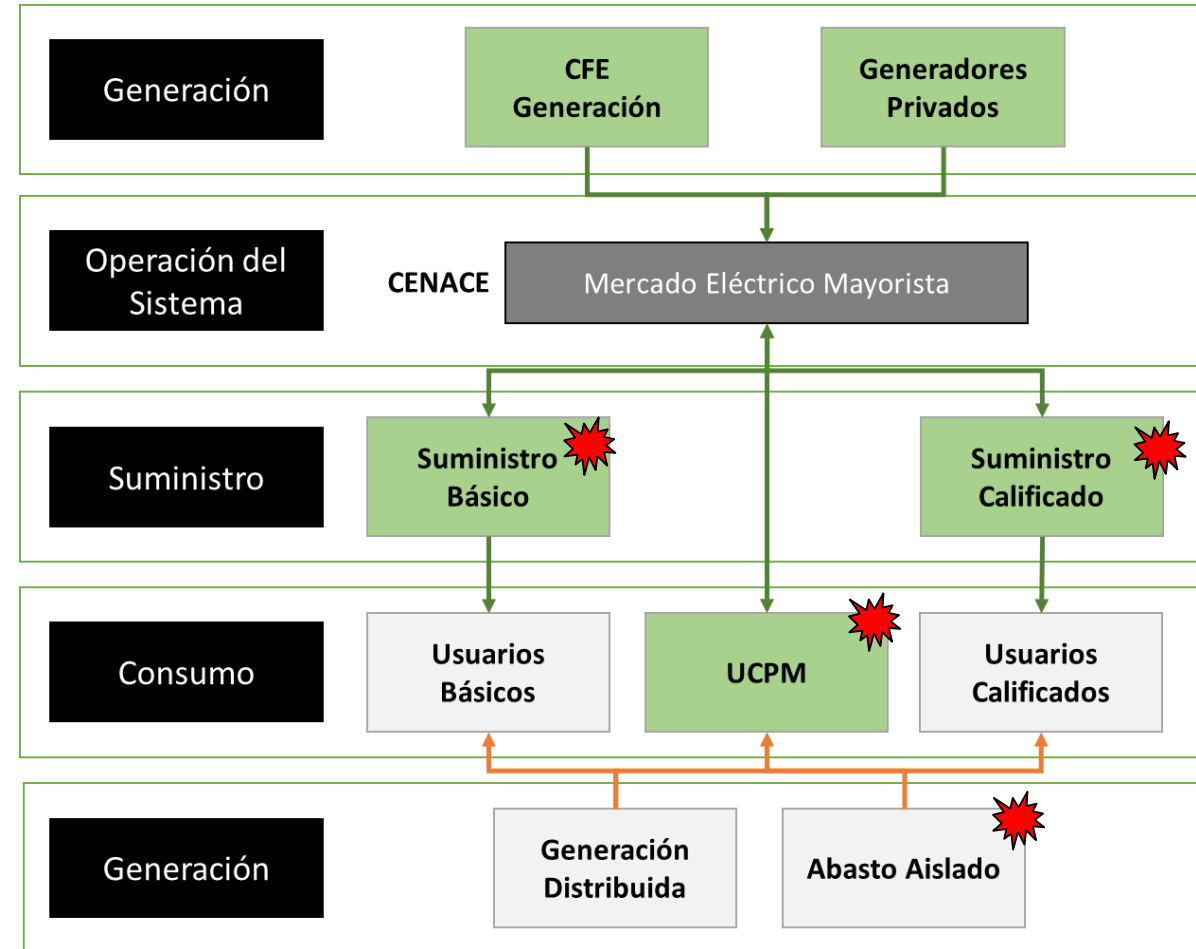 Generación
CFE
Generación
Generadores
Privados
Operación del
Sistema
CENACE
Mercado Eléctrico Mayorista
Suministro
Suministro
Básico
Suministro
Calificado
Consumo
Usuarios
Básicos
UCPM
Usuarios
Calificados
Generación
Generación
Distribuida
Abasto Aislado